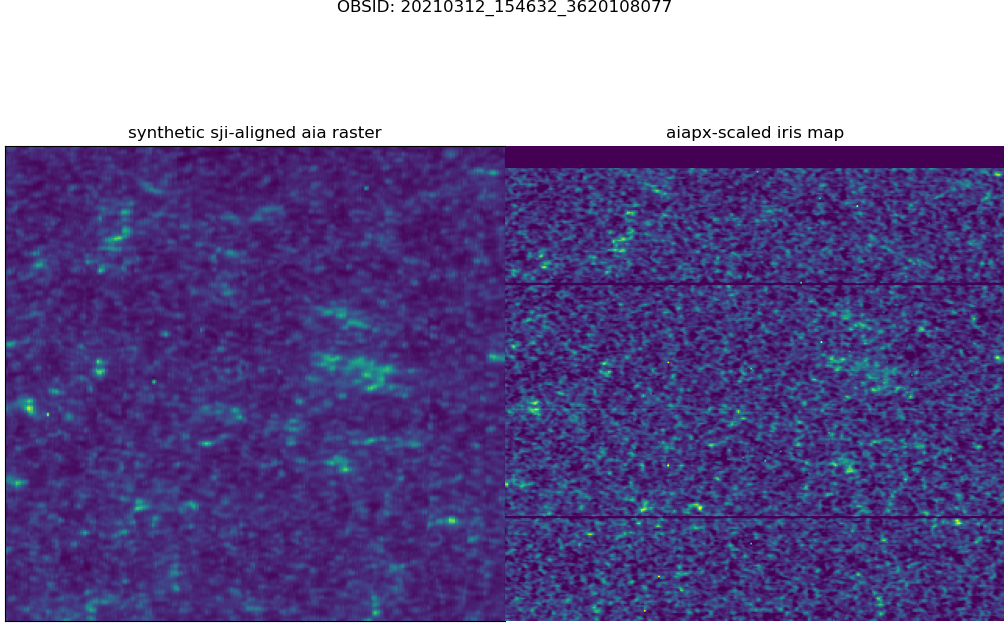 OBSID: 20210312_154632_3620108077
synthetic sji-aligned aia raster
aiapx-scaled iris map